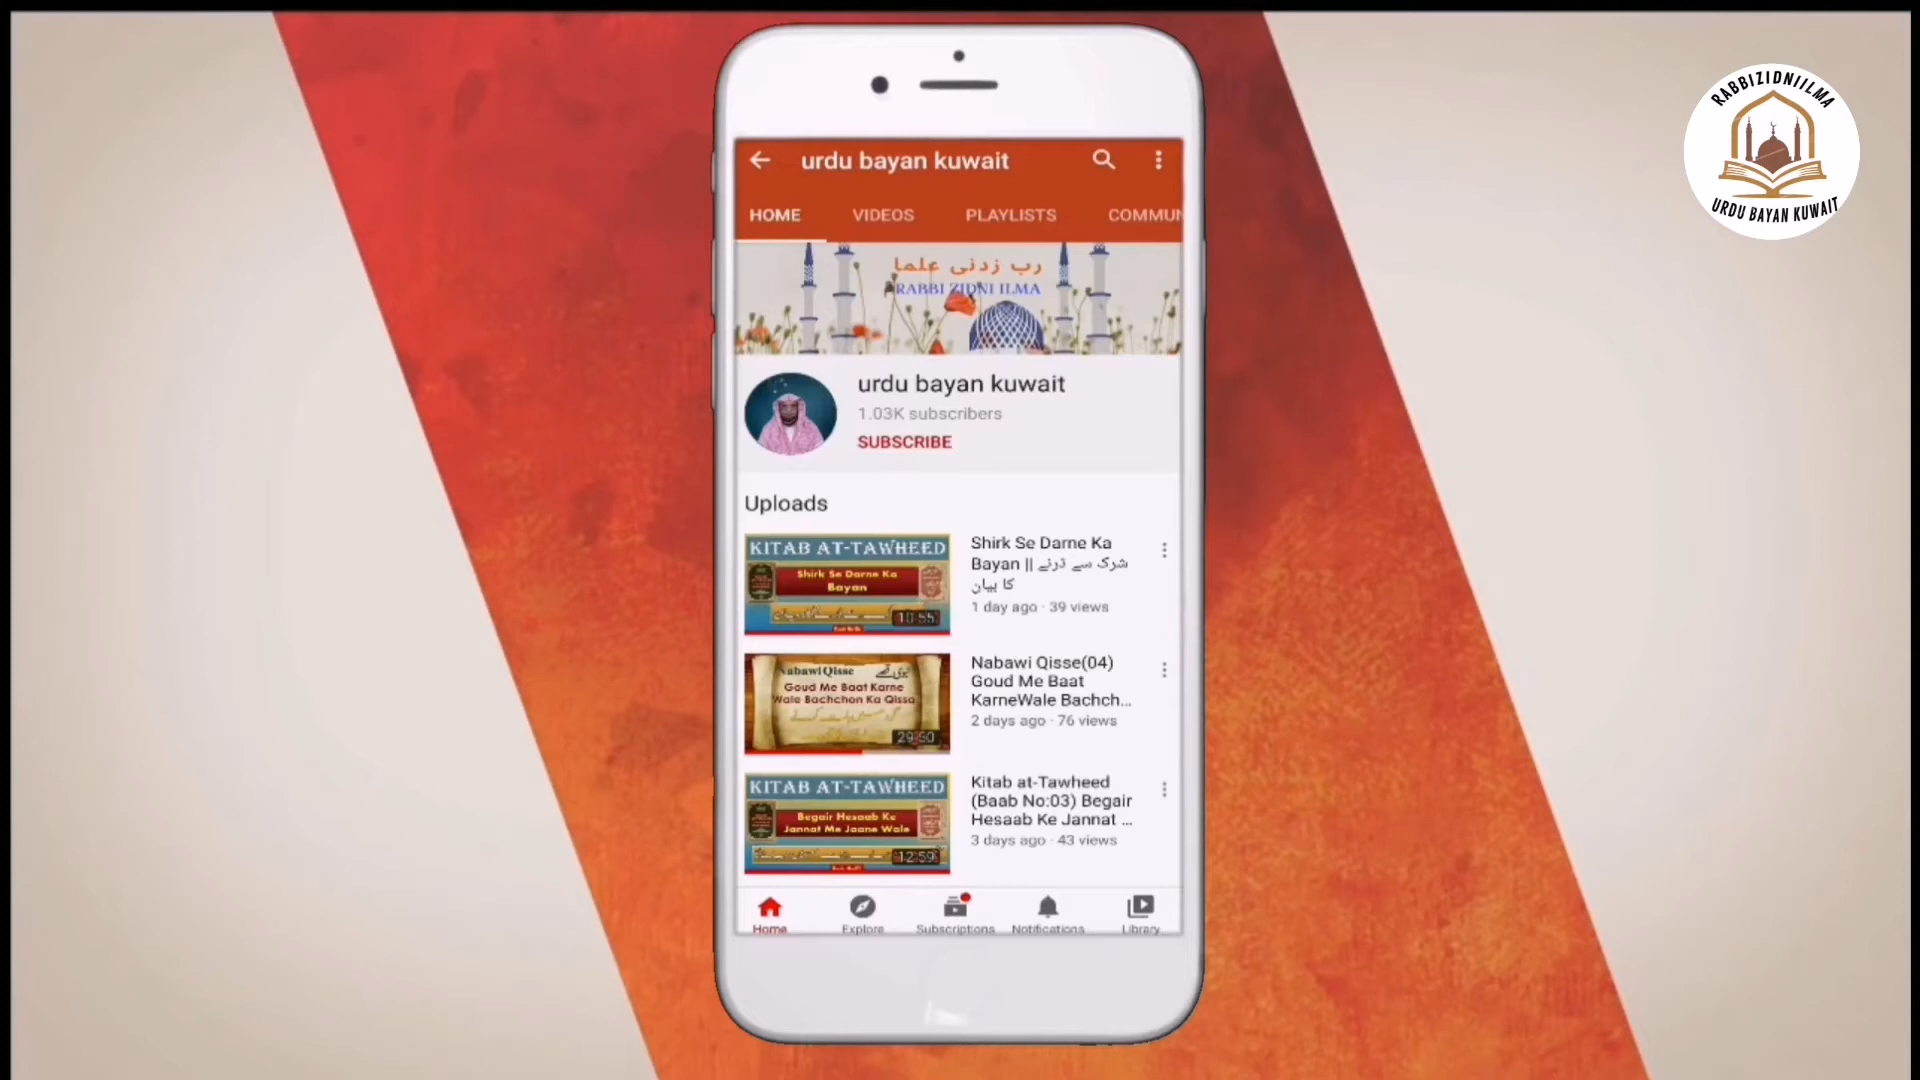 RABBIZIDNIILMA
URDU BAYAN KUWAIT
urdu bayan kuwait
HOME VIDEOS PLAYLISTS COMMUN
رب زدنی علما
RABBI ZIDNI ILMA
urdu bayan kuwait
1.03K subscribers
SUBSCRIBE
Uploads
KITAB AT-TAWHEED
Shirk Se Darne Ka
Bayan
10:55
Shirk Se Darne Ka
Bayan || شرک سے ڈرنے
کا بیان
1 day ago · 39 views
Nabawi Qisse نبوی قصے
Goud Me Baat Karne
Wale Bachchon Ka Qissa
29:50
Nabawi Qisse(04)
Goud Me Baat
KarneWale Bachch...
2 days ago · 76 views
KITAB AT-TAWHEED
Begair Hesaab Ke
Jannat Me Jaane Wale
12:59
Kitab at-Tawheed
(Baab No:03) Begair
Hesaab Ke Jannat ...
3 days ago · 43 views
Home Explore Subscriptions Notifications Library